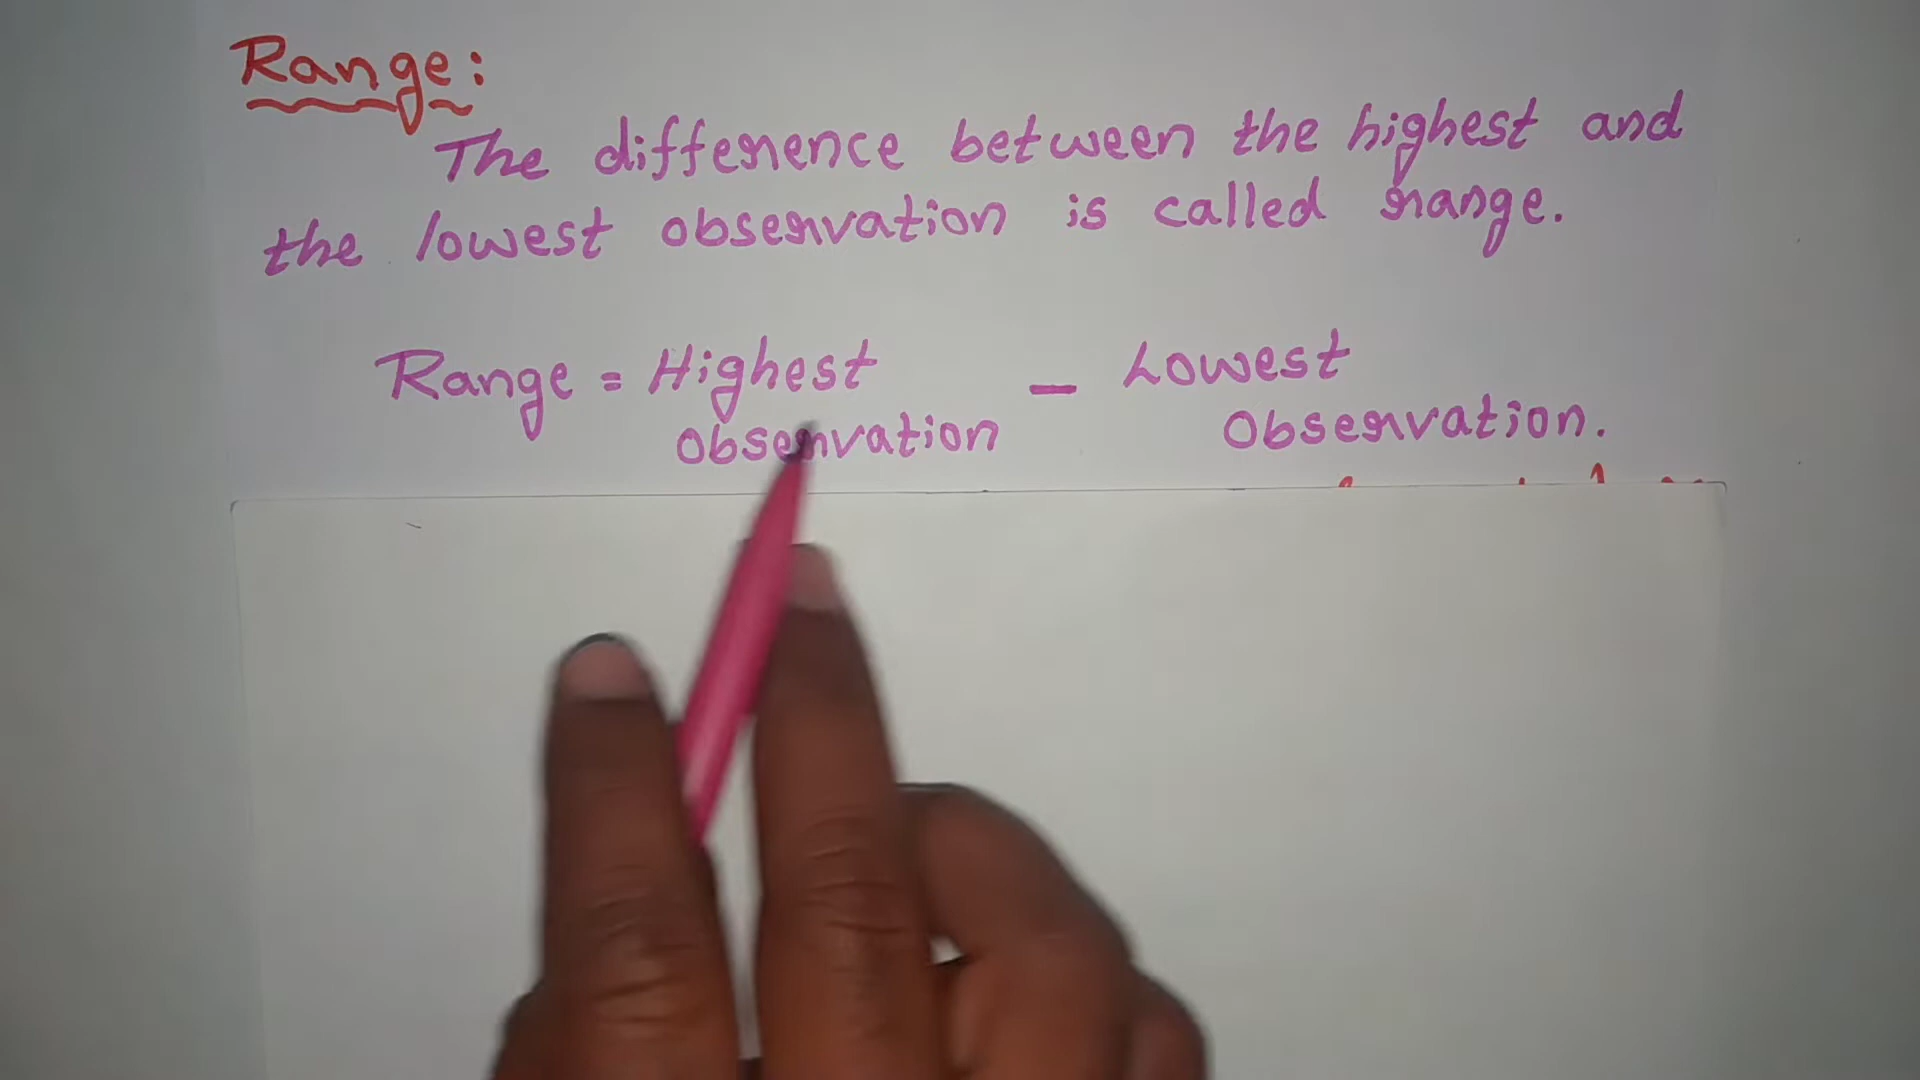 Range:
The difference between the highest and
the lowest observation is called range.
Range = Highest - Lowest
Observation Observation.